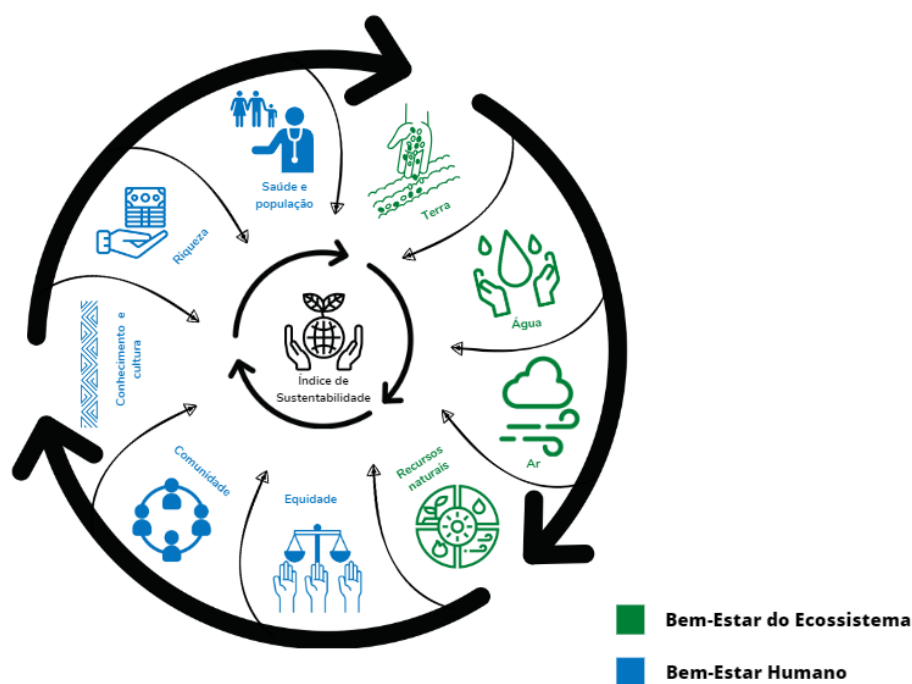 Saúde e
população
Terra
Riqueza
Água
Conhecimento e
cultura
Índice de
Sustentabilidade
Ar
Comunidade
Recursos
naturais
Equidade
Bem-Estar do Ecossistema
Bem-Estar Humano